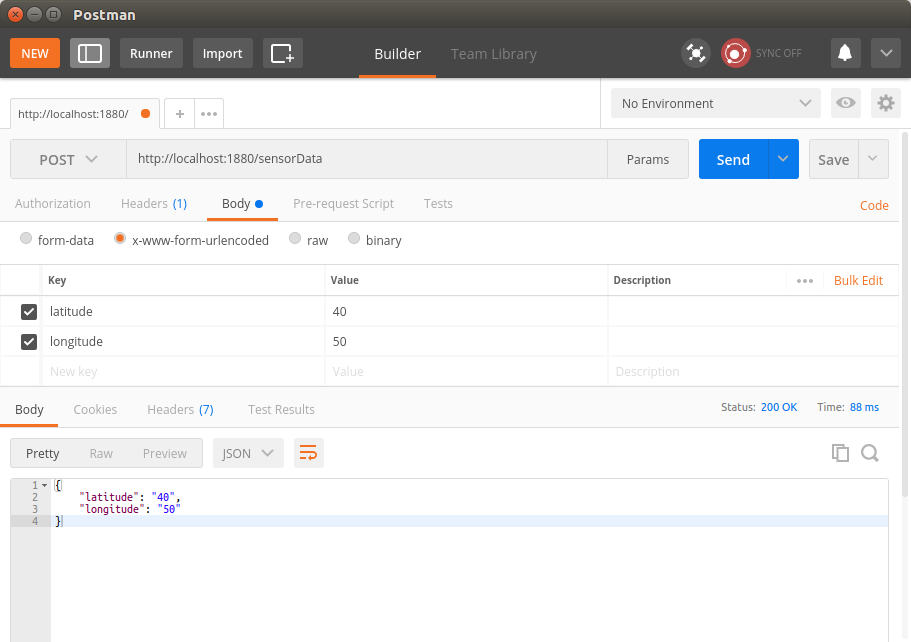 Postman
NEW Runner Import Builder Team Library SYNC OFF
http://localhost:1880/ + ••• No Environment
POST http://localhost:1880/sensorData Params Send Save
Authorization Headers (1) Body Pre-request Script Tests Code
form-data x-www-form-urlencoded raw binary
Key Value Description ••• Bulk Edit
latitude 40
longitude 50
New key Value Description
Body Cookies Headers (7) Test Results Status: 200 OK Time: 88 ms
Pretty Raw Preview JSON
1 {
2 "latitude": "40",
3 "longitude": "50"
4 }